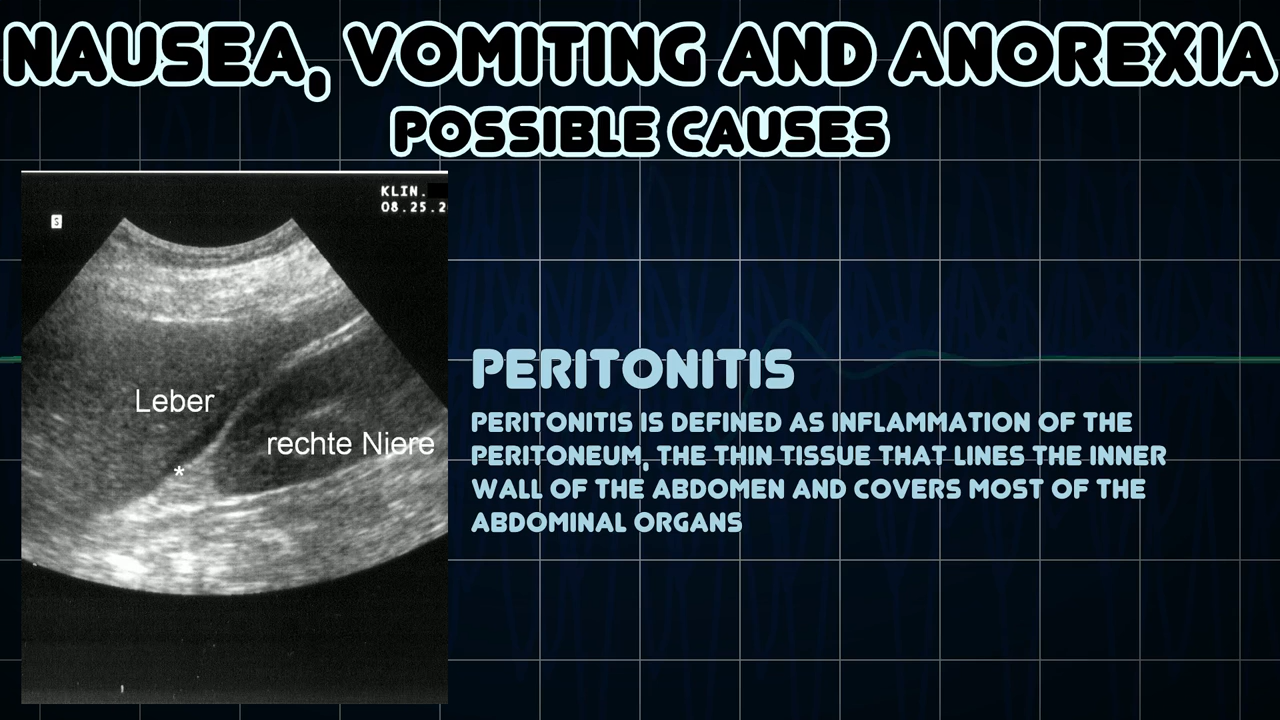 NAUSEA, VOMITING AND ANOREXIA
POSSIBLE CAUSES
KLIN.
08.25.2
S
Leber
rechte Niere
*
PERITONITIS
PERITONITIS IS DEFINED AS INFLAMMATION OF THE
PERITONEUM, THE THIN TISSUE THAT LINES THE INNER
WALL OF THE ABDOMEN AND COVERS MOST OF THE
ABDOMINAL ORGANS